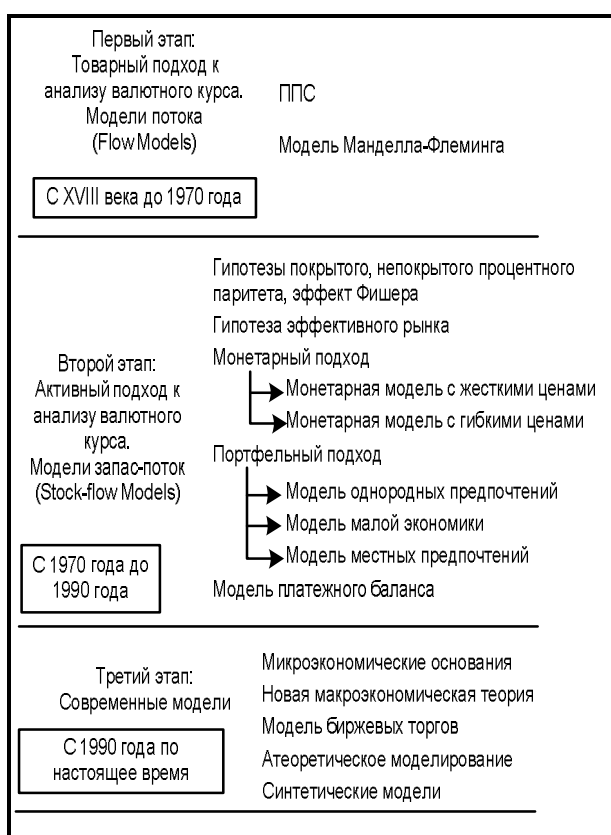 Первый этап:
Товарный подход к
анализу валютного курса.
Модели потока
(Flow Models)
С XVIII века до 1970 года
ППС
Модель Манделла-Флеминга
Второй этап:
Активный подход к
анализу валютного
курса.
Модели запас-поток
(Stock-flow Models)
С 1970 года до
1990 года
Гипотезы покрытого, непокрытого процентного
паритета, эффект Фишера
Гипотеза эффективного рынка
Монетарный подход
Монетарная модель с жесткими ценами
Монетарная модель с гибкими ценами
Портфельный подход
Модель однородных предпочтений
Модель малой экономики
Модель местных предпочтений
Модель платежного баланса
Третий этап:
Современные модели
С 1990 года по
настоящее время
Микроэкономические основания
Новая макроэкономическая теория
Модель биржевых торгов
Атеоретическое моделирование
Синтетические модели